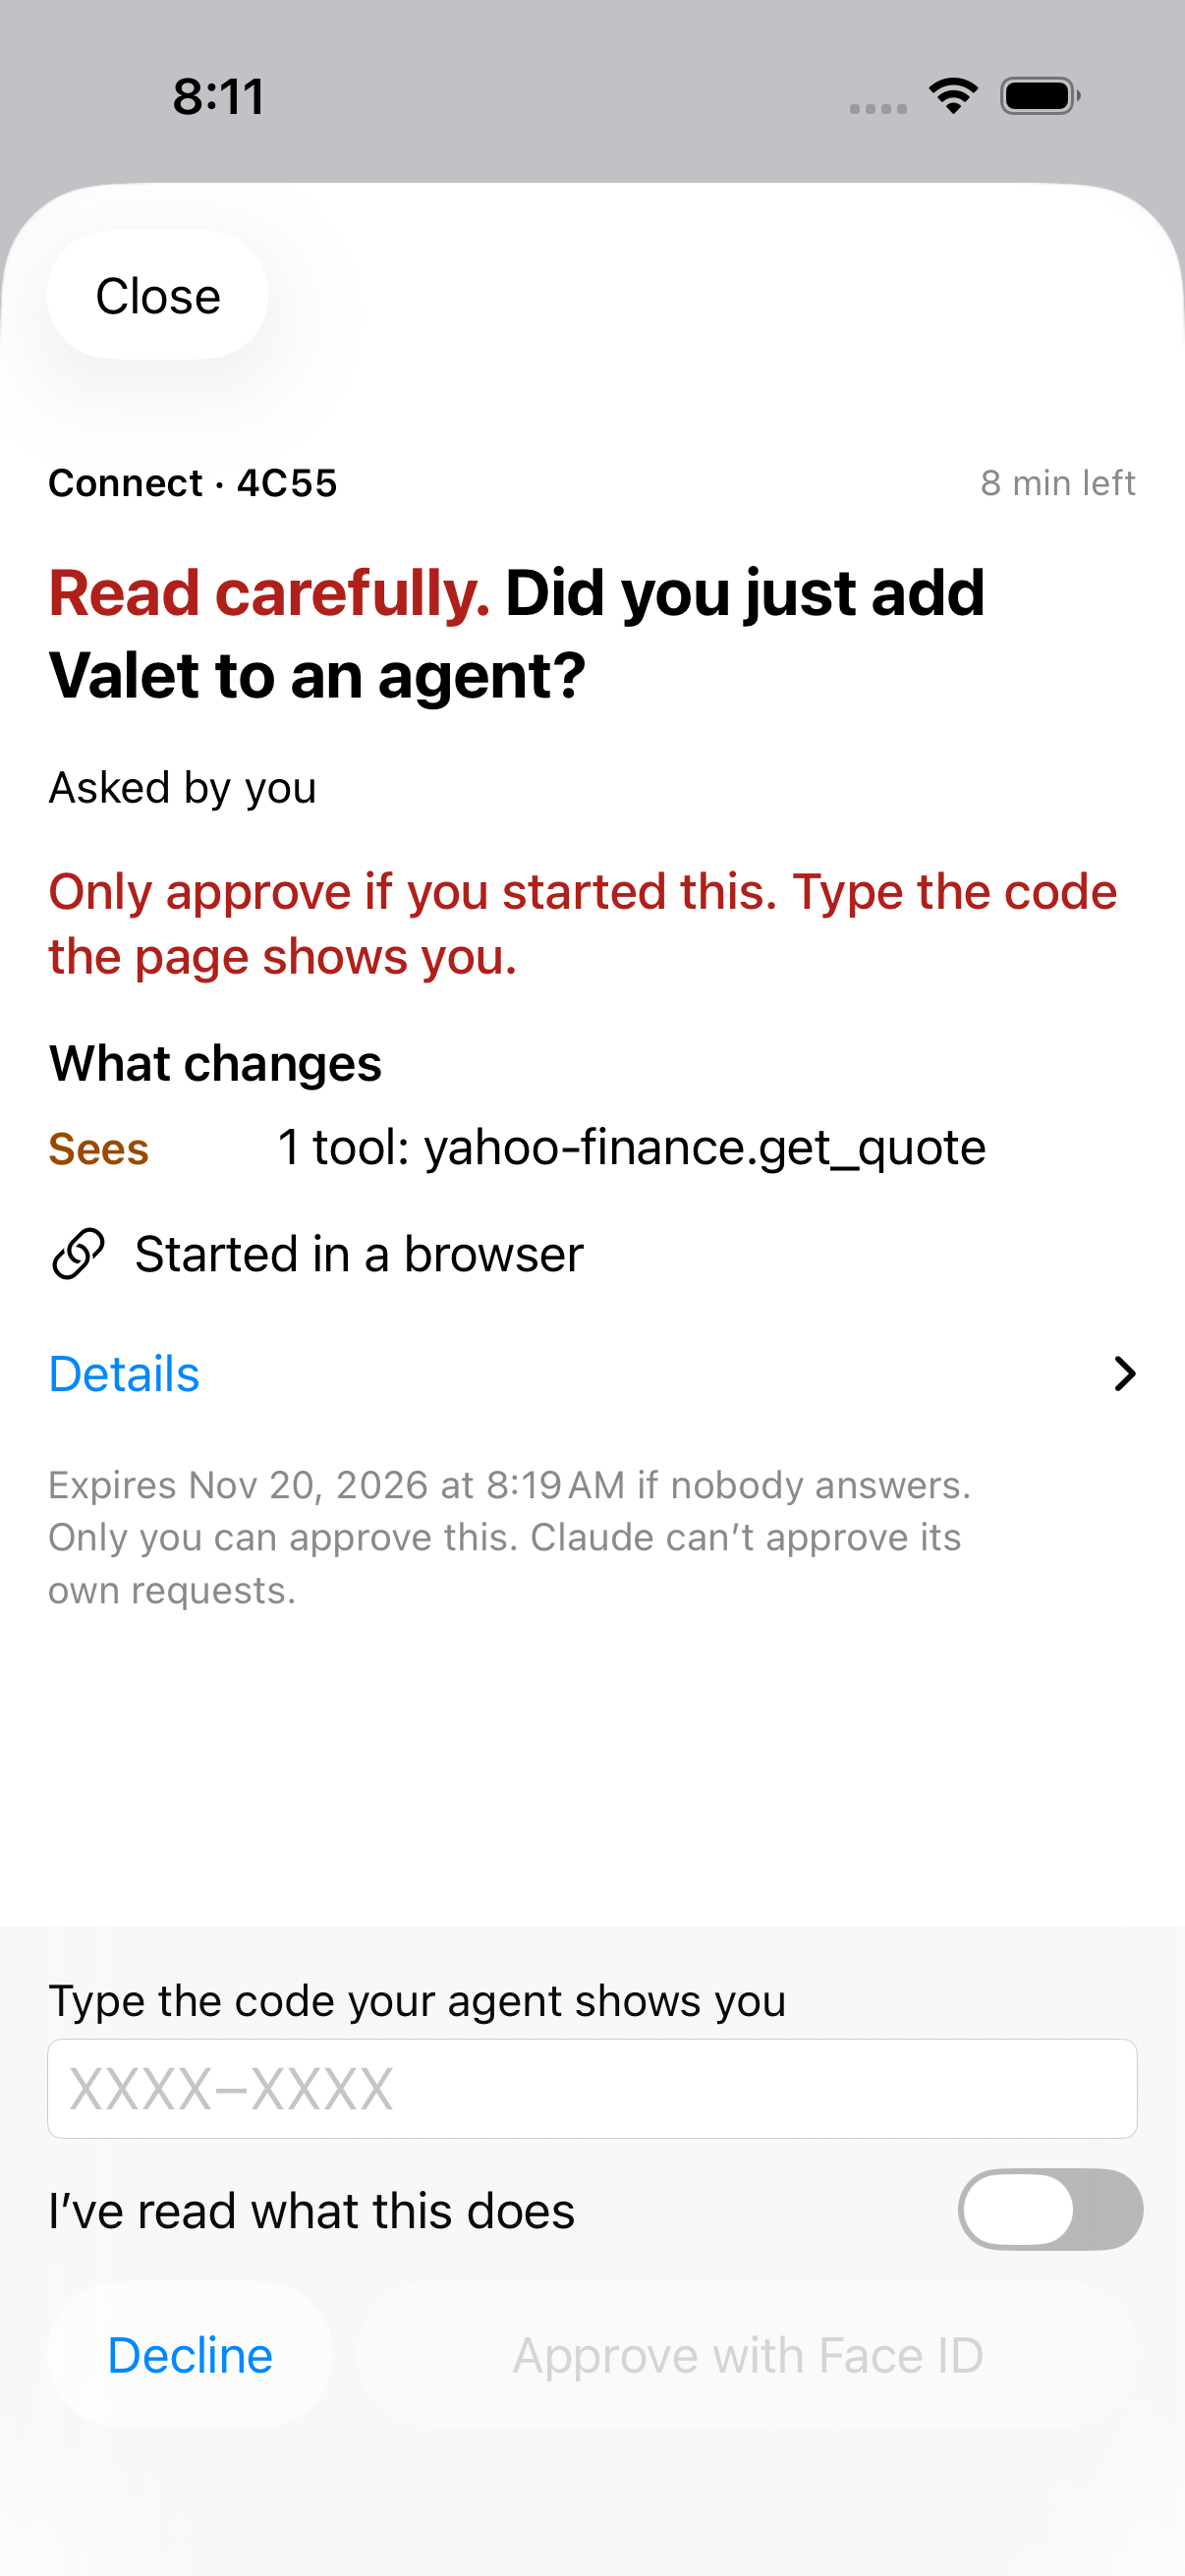 8:11
Close
Connect · 4C55
8 min left
Read carefully. Did you just add
Valet to an agent?
Asked by you
Only approve if you started this. Type the code
the page shows you.
What changes
Sees
1 tool: yahoo-finance.get_quote
Started in a browser
Details
Expires Nov 20, 2026 at 8:19 AM if nobody answers.
Only you can approve this. Claude can’t approve its
own requests.
Type the code your agent shows you
XXXX–XXXX
I’ve read what this does
Decline
Approve with Face ID